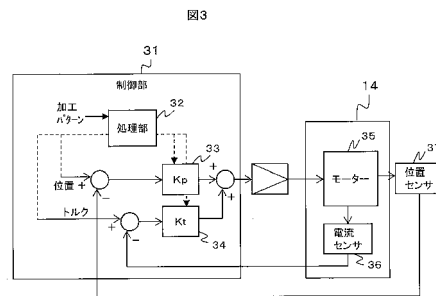 図3
31
制御部
14
加工
パターン
32
処理部
35
33
37
位置
+
Kp
+
モーター
位置
センサ
−
+
トルク
+
Kt
電流
センサ
−
34
36